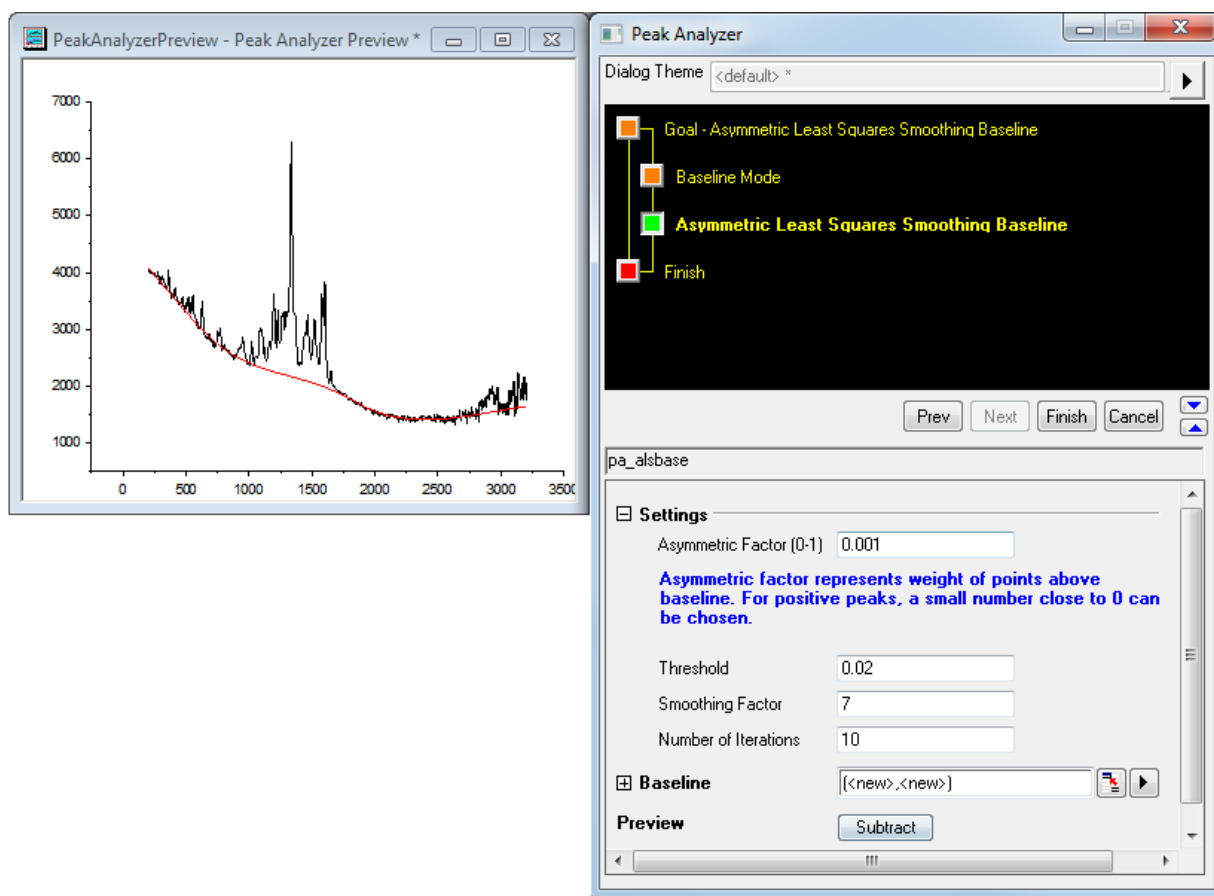 PeakAnalyzerPreview - Peak Analyzer Preview *
7000
6000
5000
4000
3000
2000
1000
0 500 1000 1500 2000 2500 3000 3500
Peak Analyzer
Dialog Theme <default> *
Goal - Asymmetric Least Squares Smoothing Baseline
Baseline Mode
Asymmetric Least Squares Smoothing Baseline
Finish
Prev Next Finish Cancel
pa_alsbase
Settings
Asymmetric Factor (0-1) 0.001
Asymmetric factor represents weight of points above
baseline. For positive peaks, a small number close to 0 can
be chosen.
Threshold 0.02
Smoothing Factor 7
Number of Iterations 10
Baseline (<new>,<new>)
Preview Subtract